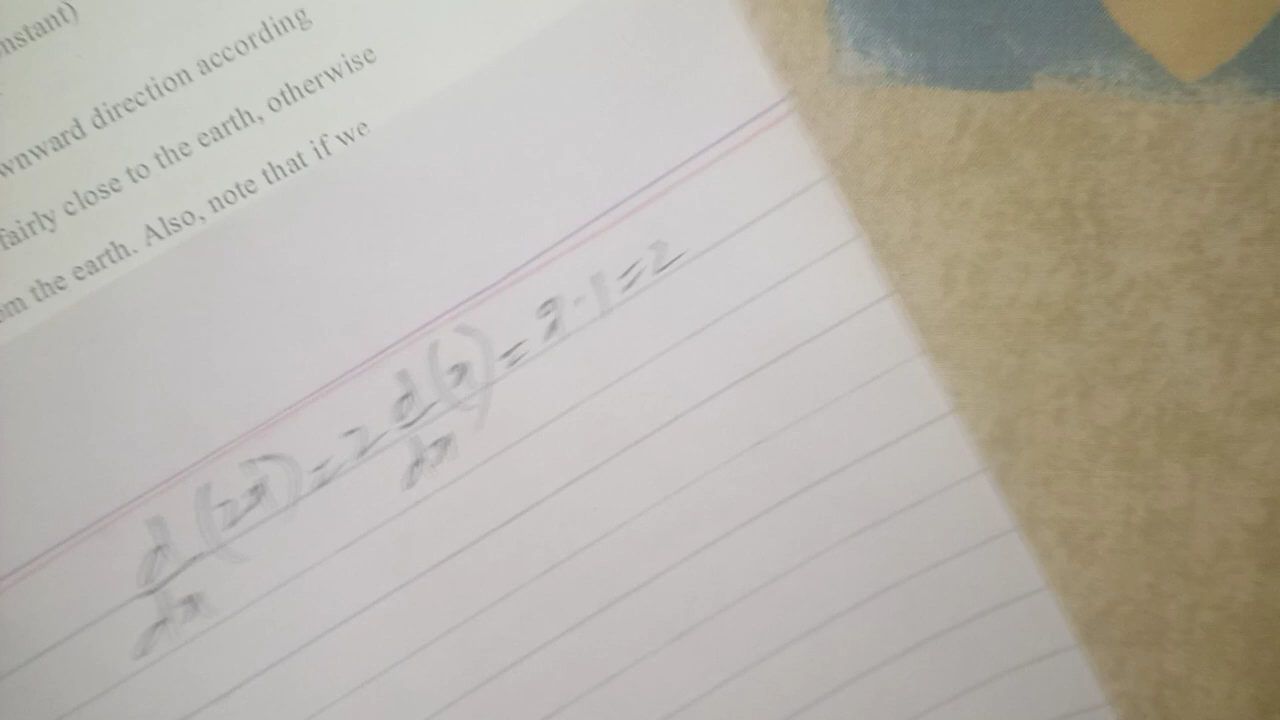 nstant)
wnward direction according
fairly close to the earth, otherwise
om the earth. Also, note that if we
d/dx (2x) = 2 d(x)/dx = 2·1 = 2